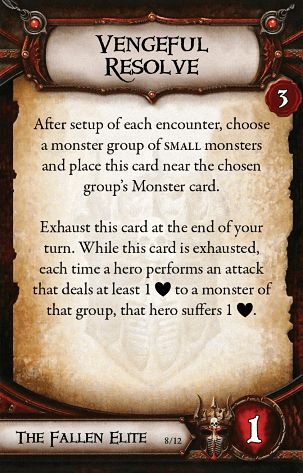 Vengeful
Resolve
3
After setup of each encounter, choose
a monster group of small monsters
and place this card near the chosen
group's Monster card.
Exhaust this card at the end of your
turn. While this card is exhausted,
each time a hero performs an attack
that deals at least 1 ♥ to a monster of
that group, that hero suffers 1 ♥.
The Fallen Elite 8/12
1